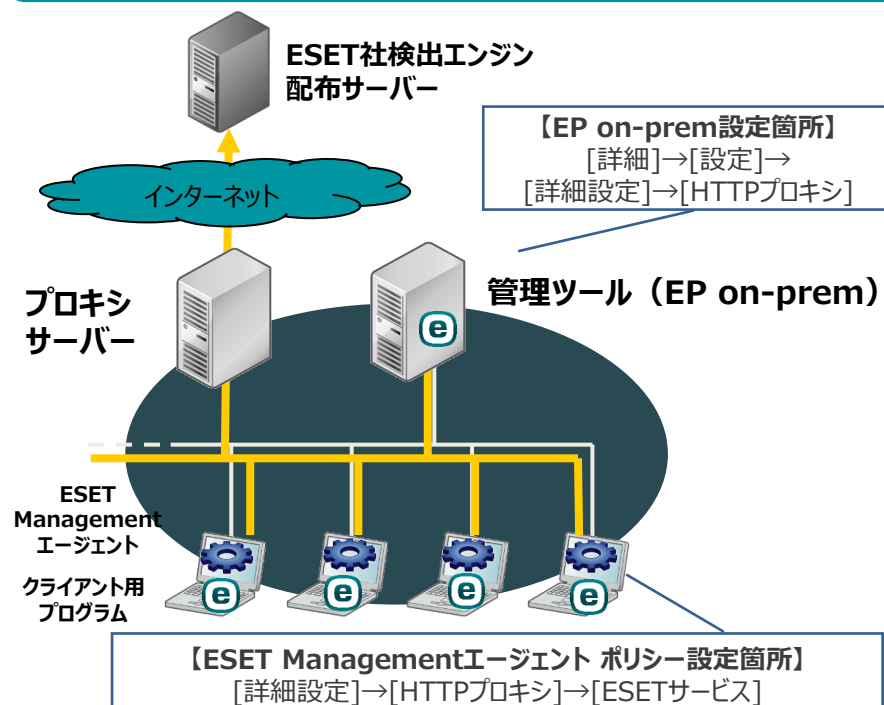 ESET社検出エンジン
配布サーバー
【EP on-prem設定箇所】
[詳細]→[設定]→
[詳細設定]→[HTTPプロキシ]
インターネット
プロキシ
サーバー
管理ツール（EP on-prem）
e
ESET
Management
エージェント
クライアント用
プログラム
e
e
e
e
【ESET Managementエージェント ポリシー設定箇所】
[詳細設定]→[HTTPプロキシ]→[ESETサービス]